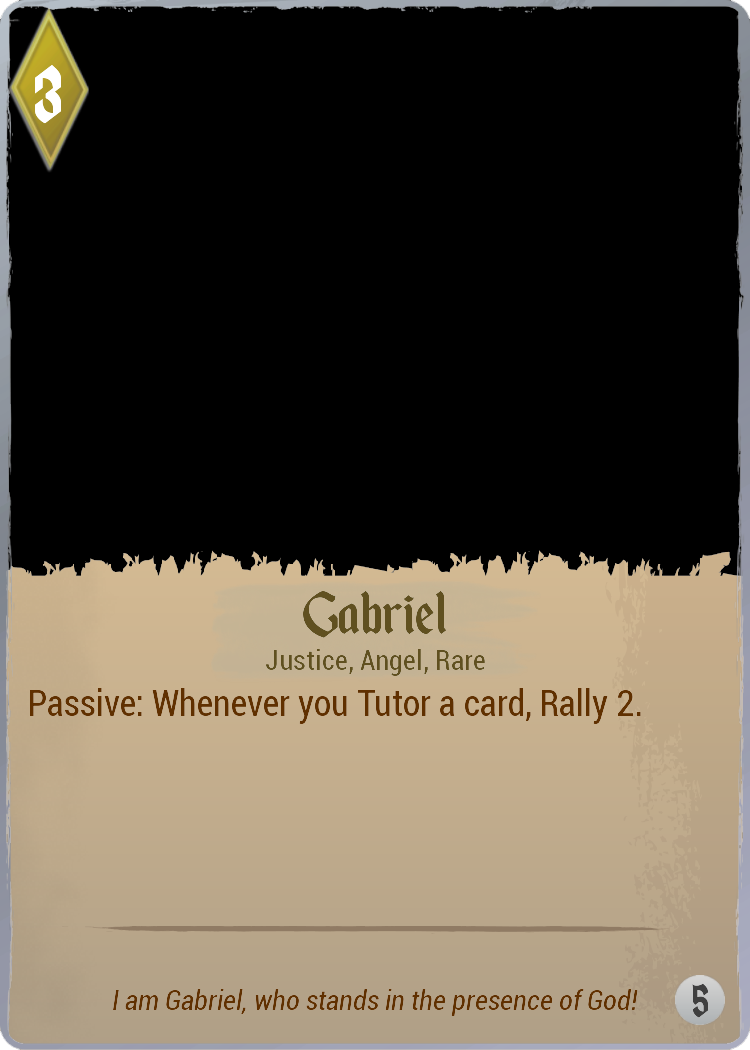 3
Gabriel
Justice, Angel, Rare
Passive: Whenever you Tutor a card, Rally 2.
I am Gabriel, who stands in the presence of God!
5